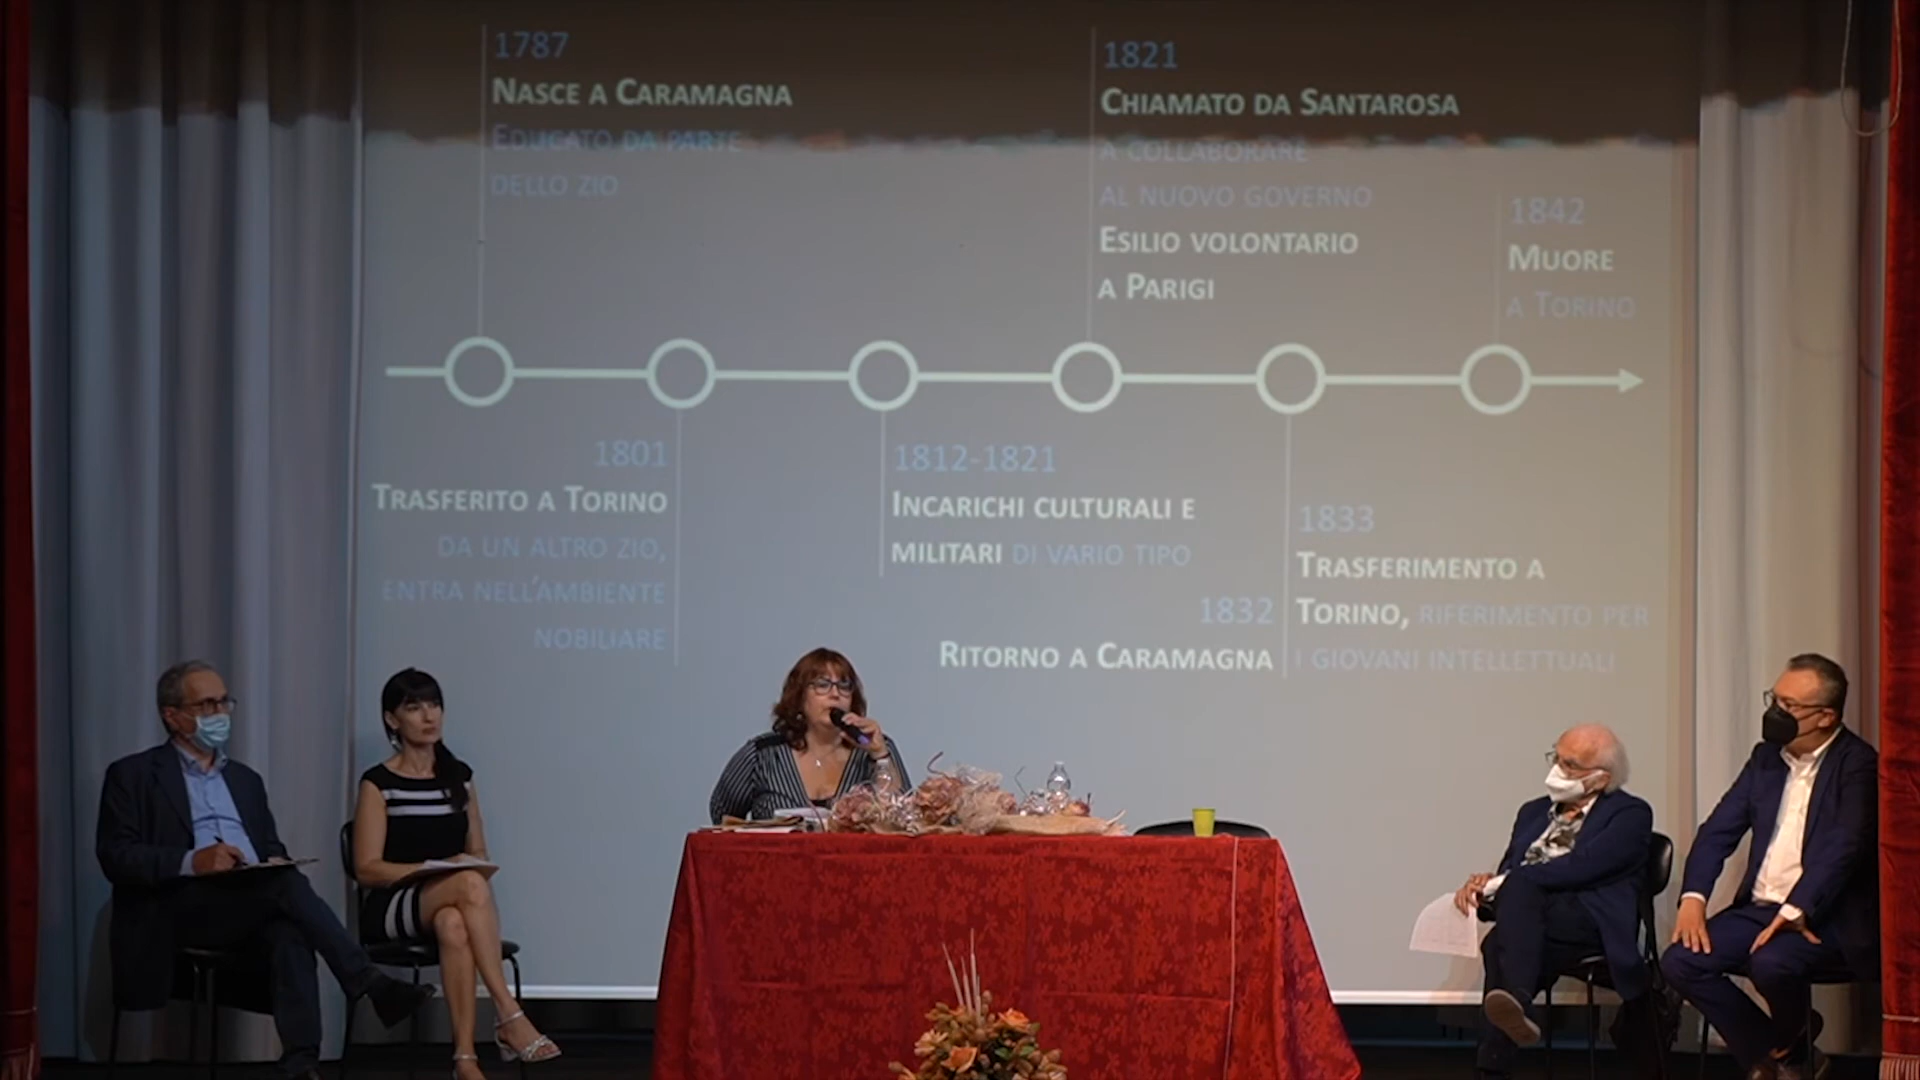 1787
Nasce a Caramagna
Educato da parte
dello zio
1801
Trasferito a Torino
da un altro zio,
entra nell'ambiente
nobiliare
1812-1821
Incarichi culturali e
militari di vario tipo
1821
Chiamato da Santarosa
a collaborare
al nuovo governo
Esilio volontario
a Parigi
1832
Ritorno a Caramagna
1833
Trasferimento a
Torino, riferimento per
i giovani intellettuali
1842
Muore
a Torino